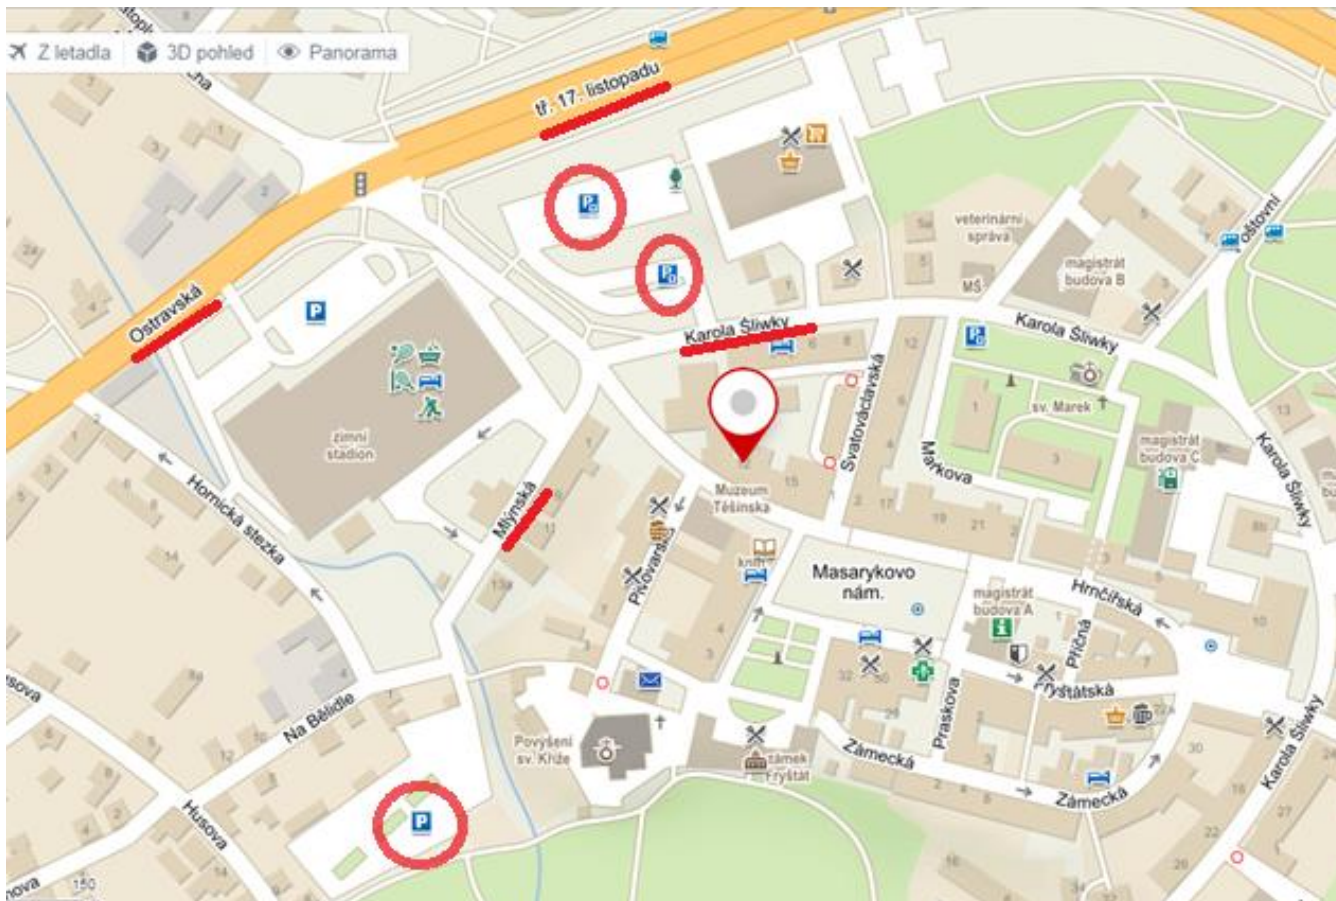 Z letadla
3D pohled
Panorama
tř. 17. listopadu
Ostravská
zimní
stadion
Hornická stezka
Mlýnská
Pivovarská
Karola Śliwky
veterinární
správa
MŠ
magistrát
budova B
Karola Śliwky
sv. Marek
magistrát
budova C
Karola Śliwky
Svatováclavská
Markova
Muzeum
Těšínska
Masarykovo
nám.
magistrát
budova A
Hrnčířská
Příčná
Fryštátská
Praskova
Zámecká
Zámecká
zámek
Fryštát
Povýšení
sv. Kříže
Na Bělidle
Husova
Karola Śliwky
150